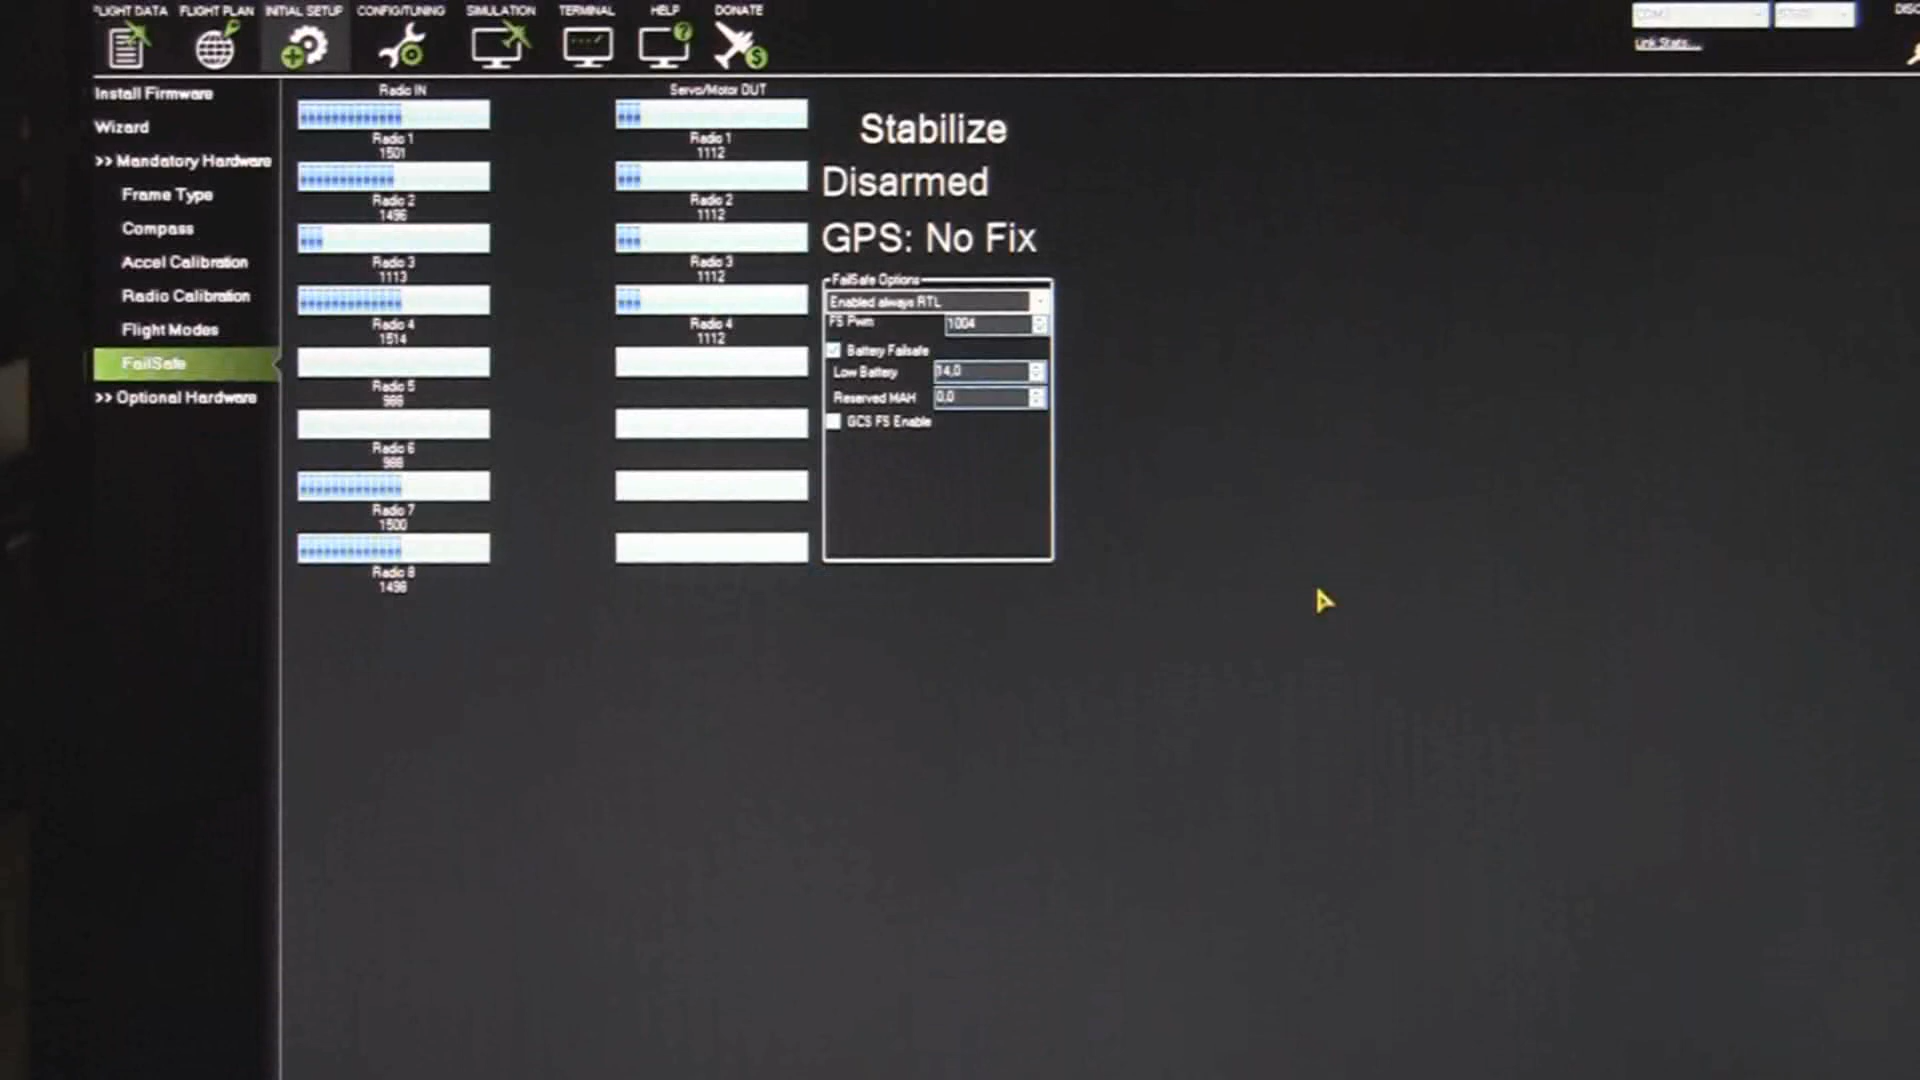 FLIGHT DATA FLIGHT PLAN INITIAL SETUP CONFIG/TUNING SIMULATION TERMINAL HELP DONATE
Link Stats...
Install Firmware
Wizard
>> Mandatory Hardware
Frame Type
Compass
Accel Calibration
Radio Calibration
Flight Modes
FailSafe
>> Optional Hardware
Radio IN
Radio 1
1501
Radio 2
1496
Radio 3
1113
Radio 4
1514
Radio 5
Radio 6
Radio 7
1500
Radio 8
1498
Servo/Motor OUT
Radio 1
1112
Radio 2
1112
Radio 3
1112
Radio 4
1112
Stabilize
Disarmed
GPS: No Fix
FailSafe Options
Enabled always RTL
FS Pwm 1004
Battery Failsafe
Low Battery 14,0
Reserved MAH 0,0
GCS FS Enable